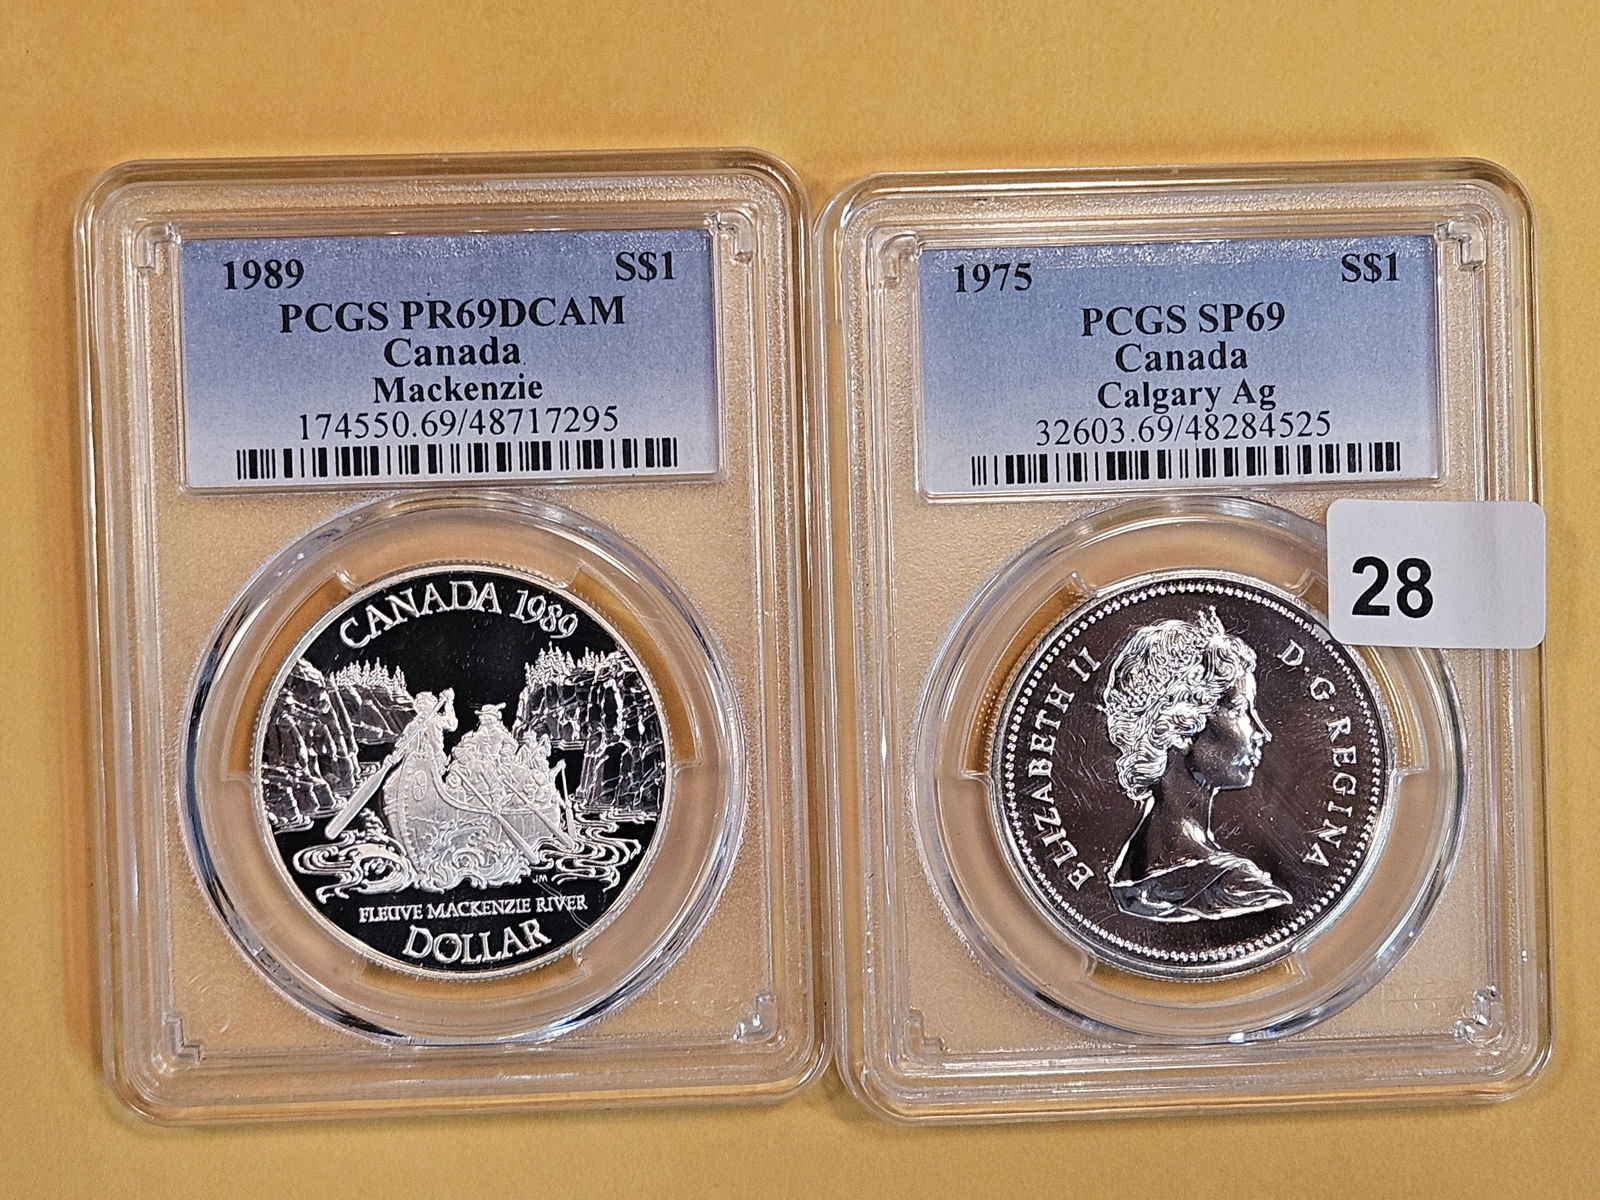 1989 S$1
PCGS PR69DCAM
Canada
Mackenzie
174550.69/48717295
CANADA 1989
JM
FLEUVE MACKENZIE RIVER
DOLLAR
1975 S$1
PCGS SP69
Canada
Calgary Ag
32603.69/48284525
28
ELIZABETH II D·G·REGINA